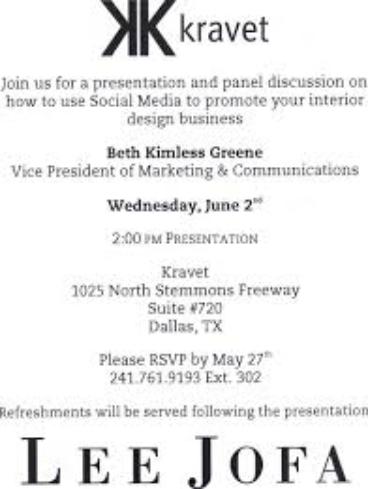 KK kravet
Join us for a presentation and panel discussion on
how to use Social Media to promote your interior
design business
Beth Kimless Greene
Vice President of Marketing & Communications
Wednesday, June 2nd
2:00 PM PRESENTATION
Kravet
1025 North Stemmons Freeway
Suite #720
Dallas, TX
Please RSVP by May 27th
241.761.9193 Ext. 302
Refreshments will be served following the presentation
LEE JOFA